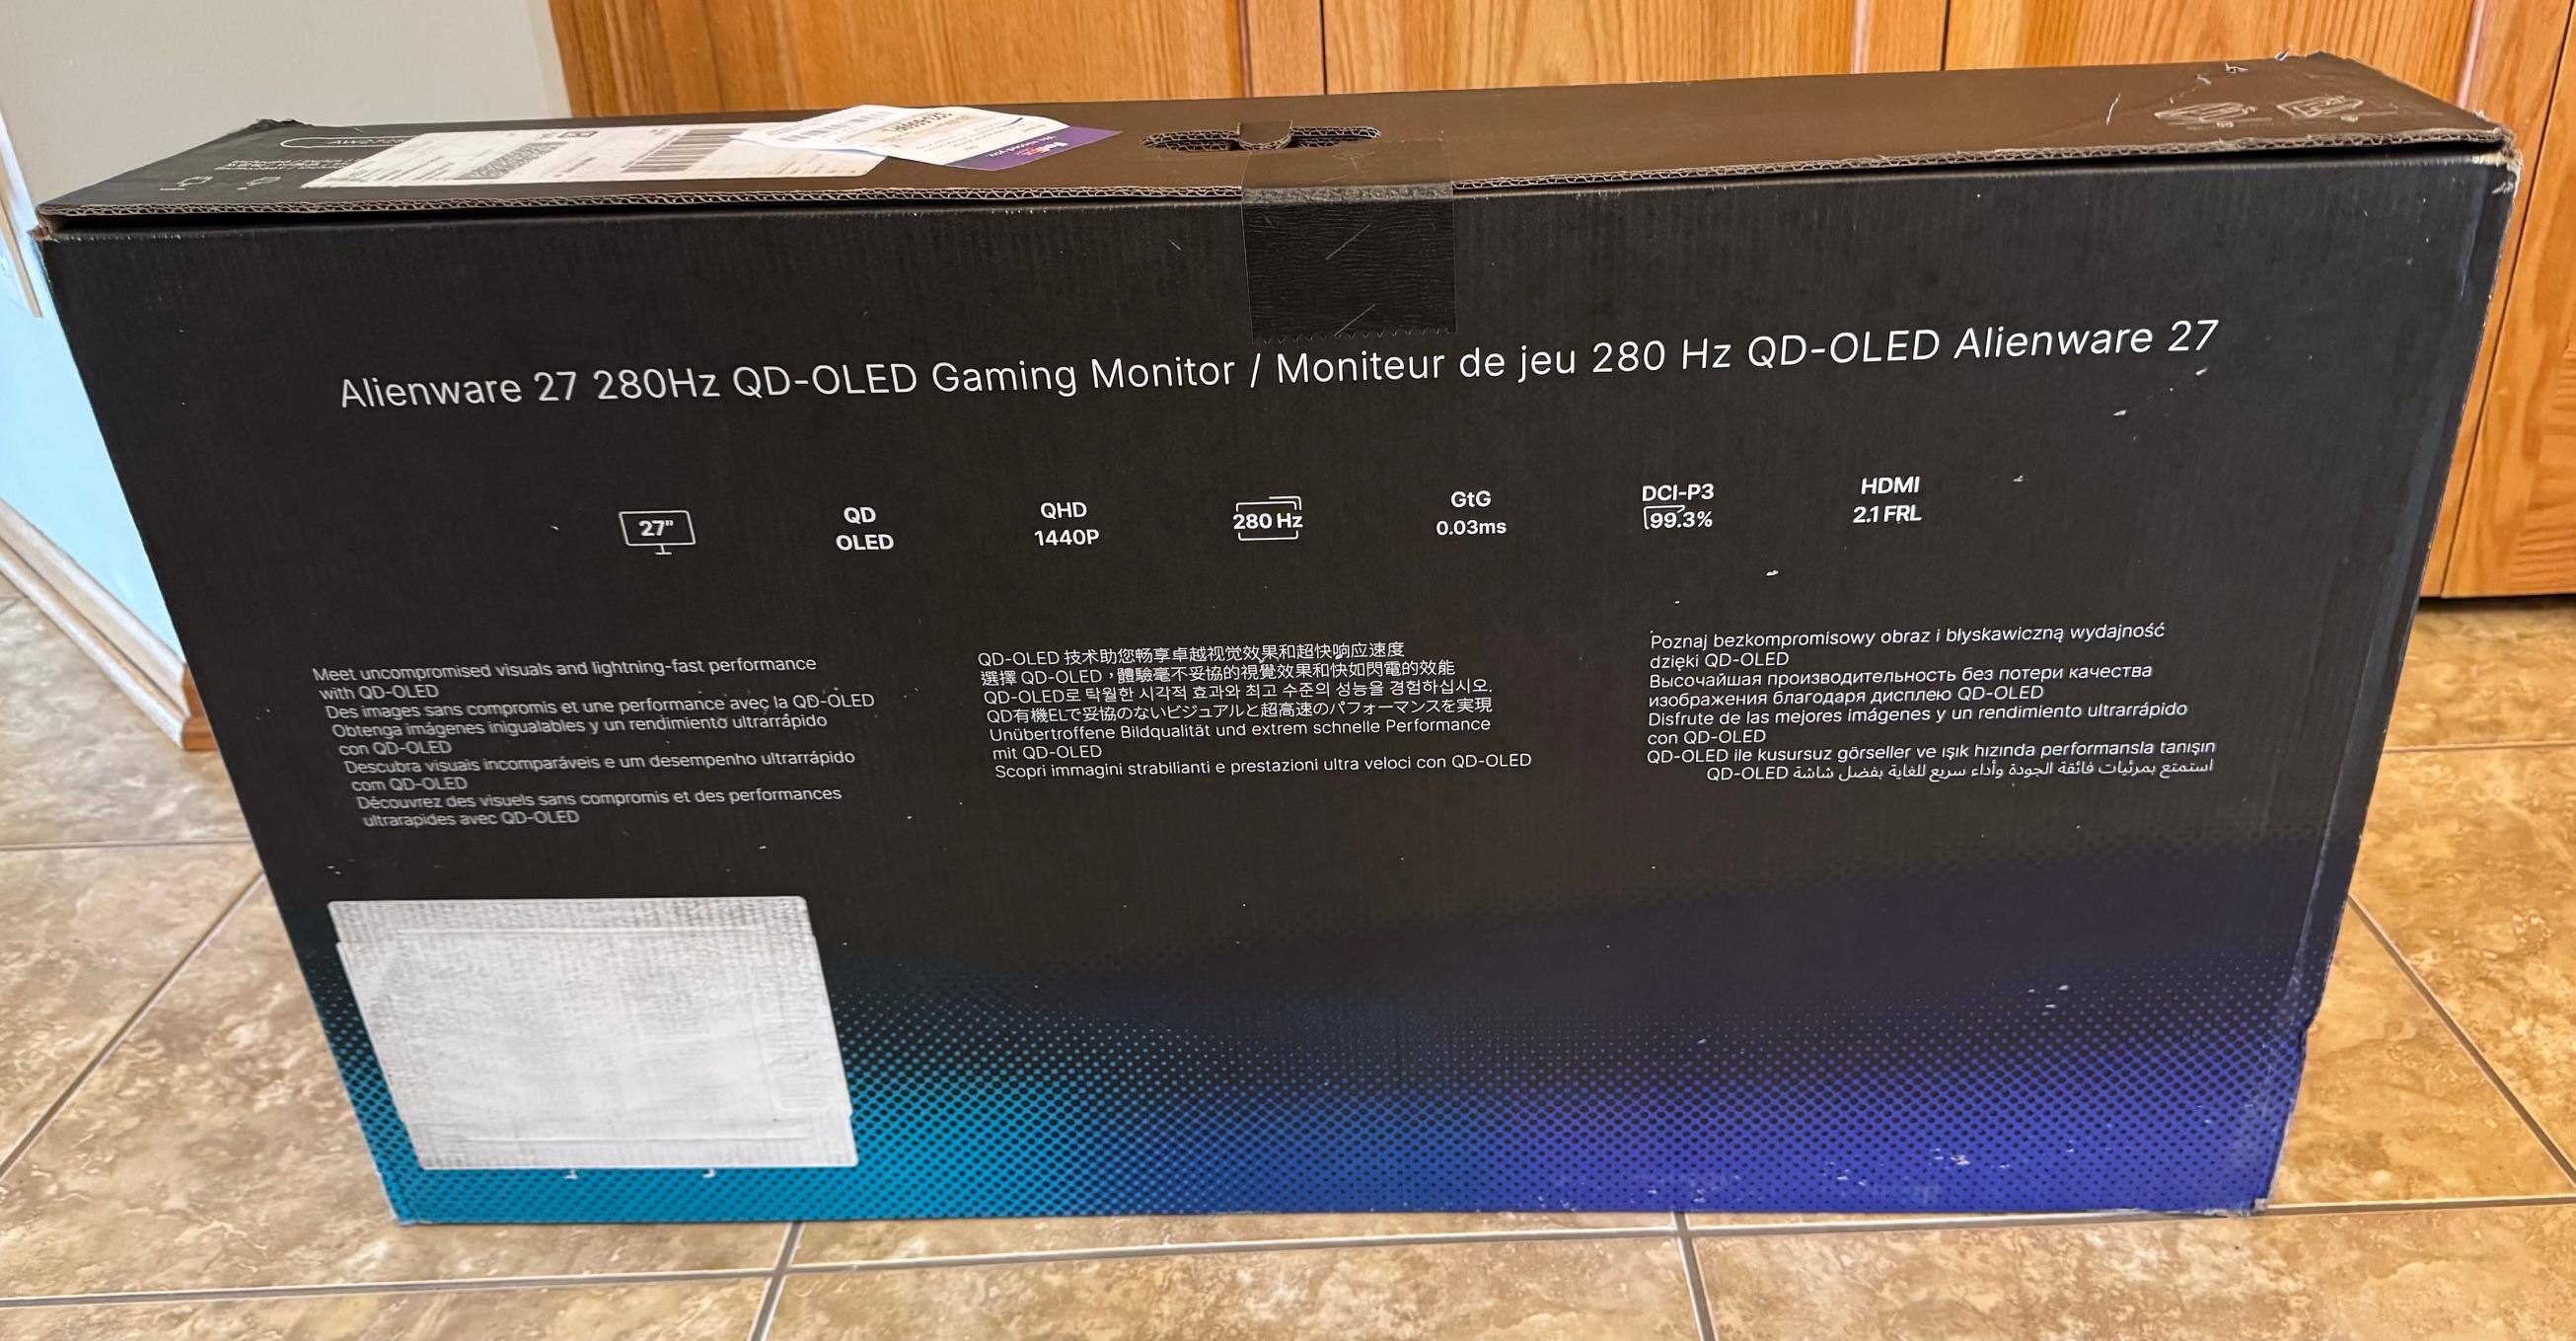 FedEx
Alienware 27 280Hz QD-OLED Gaming Monitor / Moniteur de jeu 280 Hz QD-OLED Alienware 27
27"
QD
OLED
QHD
1440P
280 Hz
GtG
0.03ms
DCI-P3
99.3%
HDMI
2.1 FRL
Meet uncompromised visuals and lightning-fast performance
with QD-OLED
Des images sans compromis et une performance avec la QD-OLED
Obtenga imágenes inigualables y un rendimiento ultrarrápido
con QD-OLED
Descubra visuais incomparáveis e um desempenho ultrarrápido
com QD-OLED
Découvrez des visuels sans compromis et des performances
ultrarapides avec QD-OLED
QD-OLED 技术助您畅享卓越视觉效果和超快响应速度
選擇 QD-OLED，體驗毫不妥協的視覺效果和快如閃電的效能
QD-OLED로 탁월한 시각적 효과와 최고 수준의 성능을 경험하십시오.
QD有機ELで妥協のないビジュアルと超高速のパフォーマンスを実現
Unübertroffene Bildqualität und extrem schnelle Performance
mit QD-OLED
Scopri immagini strabilianti e prestazioni ultra veloci con QD-OLED
Poznaj bezkompromisowy obraz i błyskawiczną wydajność
dzięki QD-OLED
Высочайшая производительность без потери качества
изображения благодаря дисплею QD-OLED
Disfrute de las mejores imágenes y un rendimiento ultrarrápido
con QD-OLED
QD-OLED ile kusursuz görseller ve ışık hızında performansla tanışın
استمتع بمرئيات فائقة الجودة وأداء سريع للغاية بفضل شاشة QD-OLED